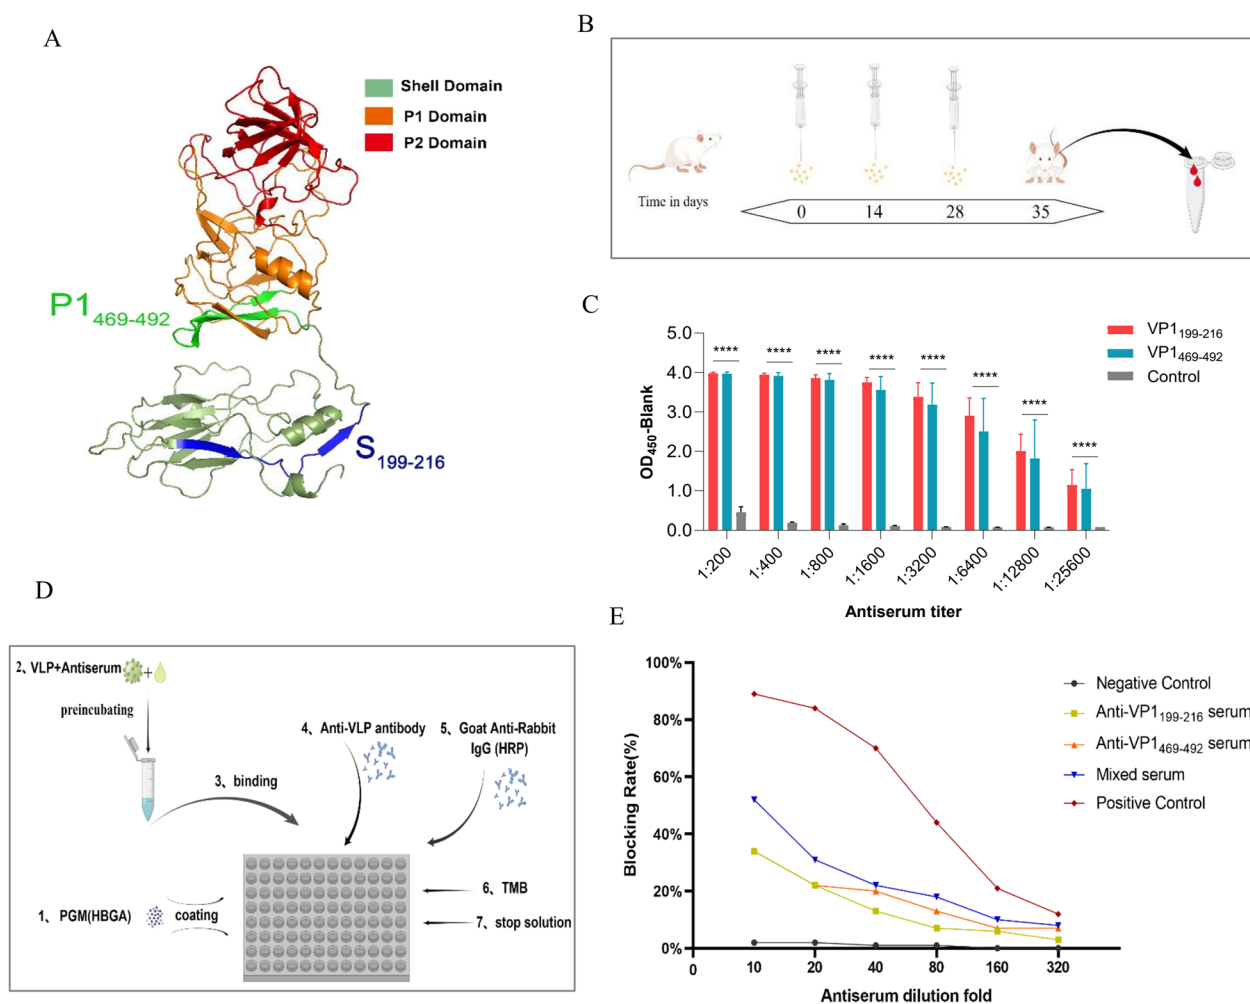 A
Shell Domain
P1 Domain
P2 Domain
P1469-492
S199-216
B
Time in days
0
14
28
35
C
5.0
4.0
3.0
2.0
1.0
0.0
OD450-Blank
****
****
****
****
****
****
****
****
VP1199-216
VP1469-492
Control
1:200
1:400
1:800
1:1600
1:3200
1:6400
1:12800
1:25600
Antiserum titer
D
2、VLP+Antiserum
+
preincubating
3、binding
4、Anti-VLP antibody
5、Goat Anti-Rabbit
IgG (HRP)
1、PGM(HBGA)
coating
6、TMB
7、stop solution
E
100%
80%
60%
40%
20%
0%
Blocking Rate(%)
Negative Control
Anti-VP1199-216 serum
Anti-VP1469-492 serum
Mixed serum
Positive Control
0
10
20
40
80
160
320
Antiserum dilution fold